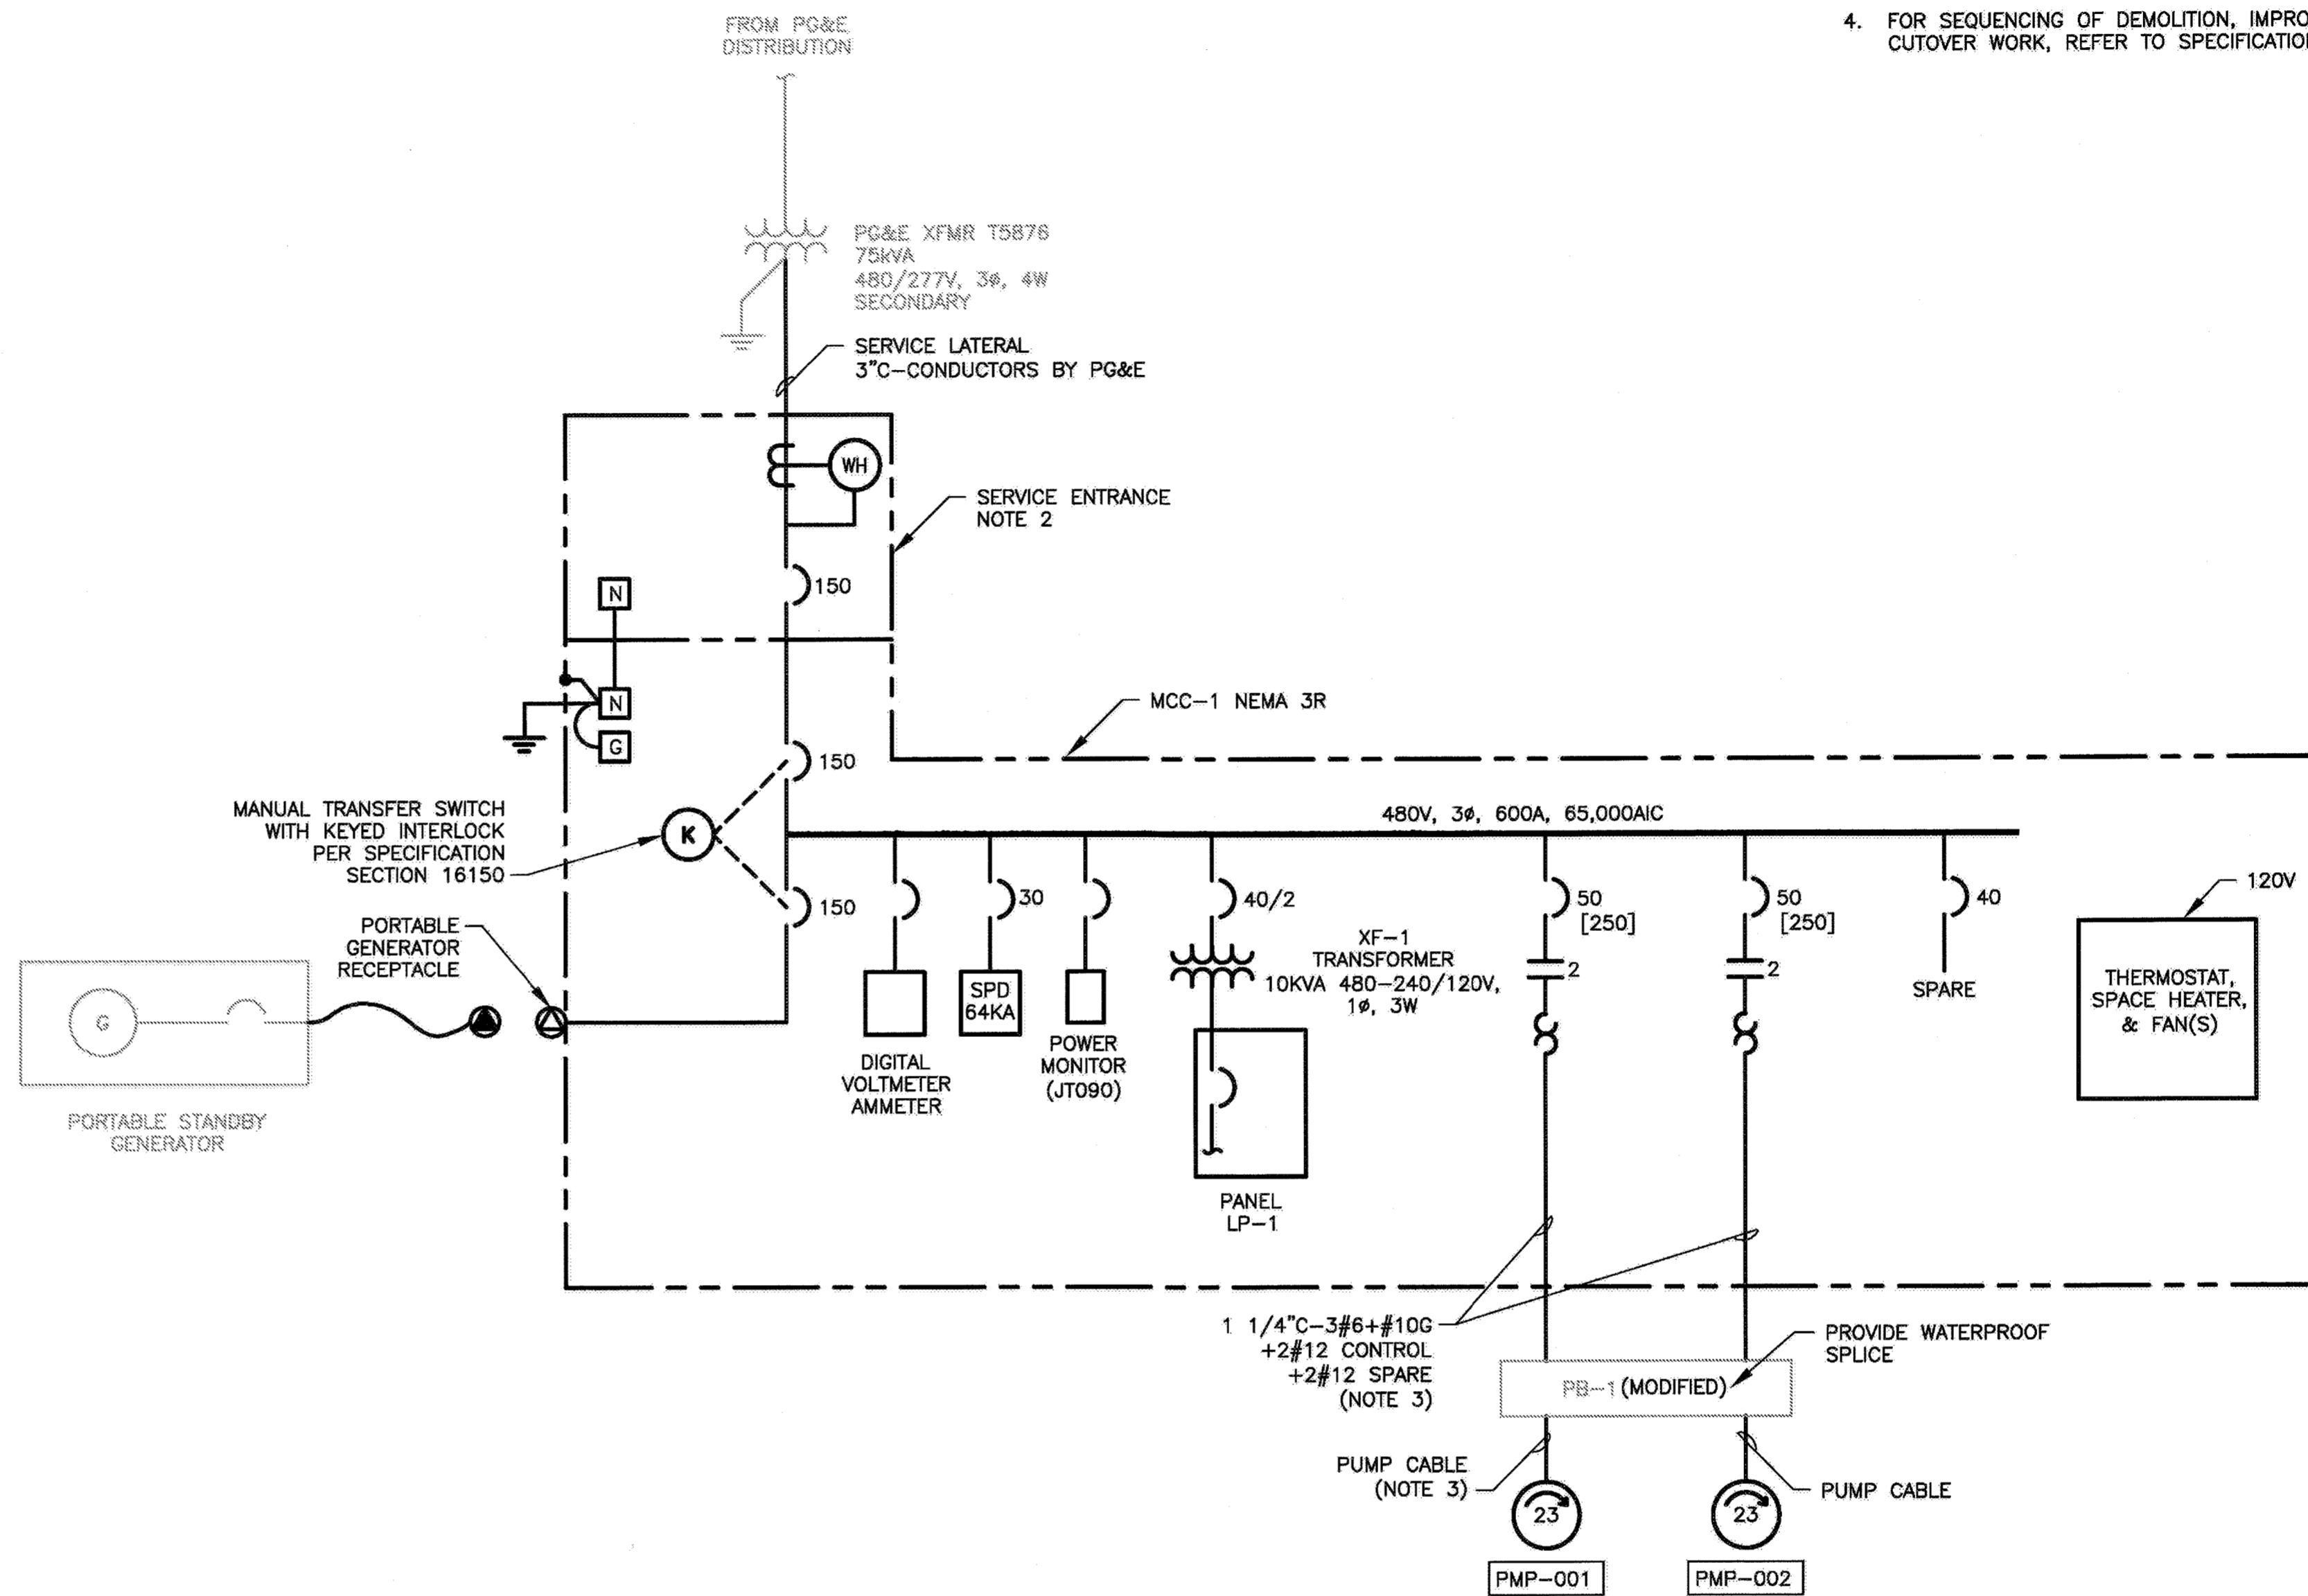 4. FOR SEQUENCING OF DEMOLITION, IMPRO
CUTOVER WORK, REFER TO SPECIFICATION
FROM PG&E
DISTRIBUTION
PG&E XFMR T5876
75kVA
480/277V, 3ø, 4W
SECONDARY
SERVICE LATERAL
3"C-CONDUCTORS BY PG&E
WH
SERVICE ENTRANCE
NOTE 2
150
N
N
G
MCC-1 NEMA 3R
150
MANUAL TRANSFER SWITCH
WITH KEYED INTERLOCK
PER SPECIFICATION
SECTION 16150
K
480V, 3ø, 600A, 65,000AIC
150
30
40/2
50
[250]
50
[250]
40
120V
PORTABLE
GENERATOR
RECEPTACLE
XF-1
TRANSFORMER
10KVA 480-240/120V,
1ø, 3W
2
2
SPARE
THERMOSTAT,
SPACE HEATER,
& FAN(S)
G
PORTABLE STANDBY
GENERATOR
DIGITAL
VOLTMETER
AMMETER
SPD
64KA
POWER
MONITOR
(JT090)
PANEL
LP-1
1 1/4"C-3#6+#10G
+2#12 CONTROL
+2#12 SPARE
(NOTE 3)
PROVIDE WATERPROOF
SPLICE
PB-1 (MODIFIED)
PUMP CABLE
(NOTE 3)
PUMP CABLE
23
23
PMP-001
PMP-002